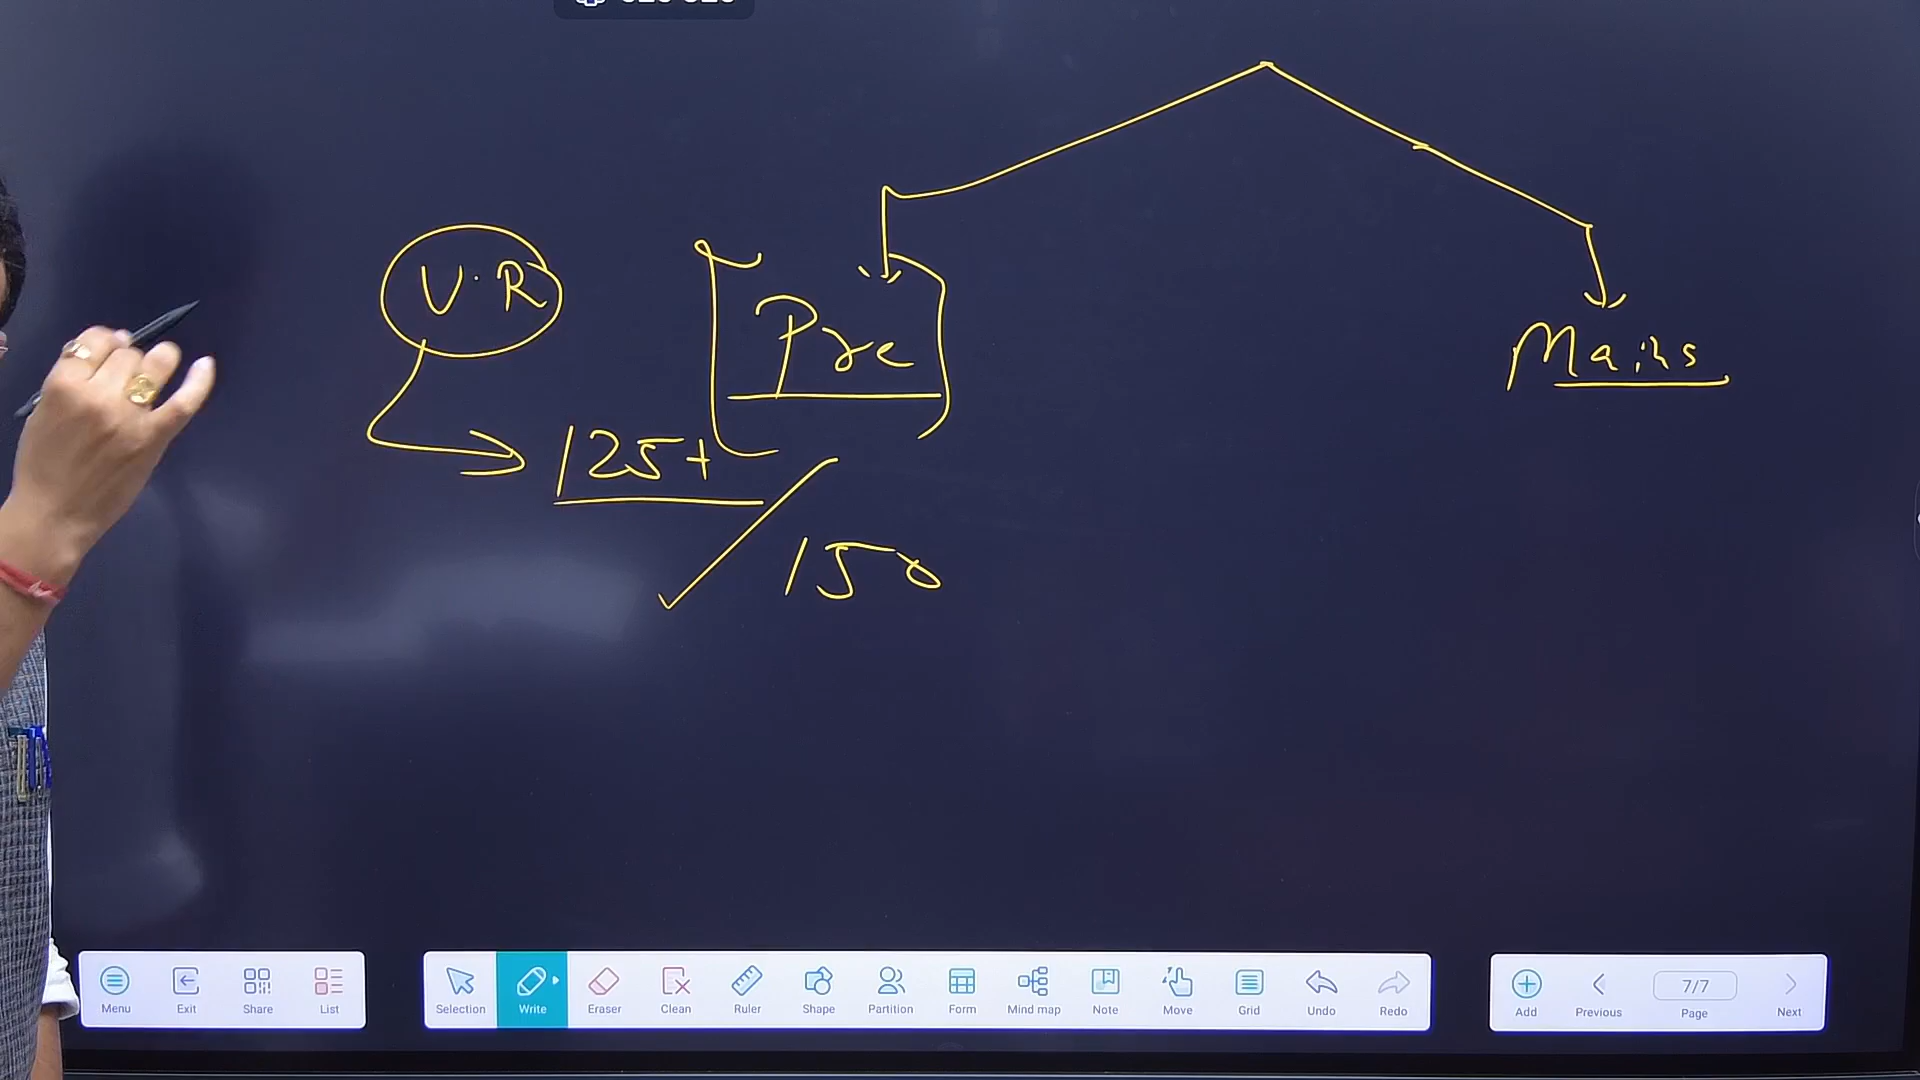 U.R
Pre
Mains
125+
150
Menu Exit Share List
Selection Write Eraser Clean Ruler Shape Partition Form Mind map Note Move Grid Undo Redo
Add Previous 7/7 Page Next